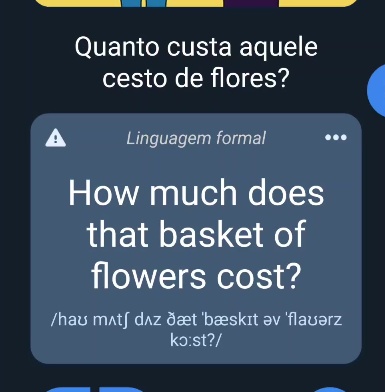 Quanto custa aquele
cesto de flores?
Linguagem formal
How much does
that basket of
flowers cost?
/haʊ mʌtʃ dʌz ðæt ˈbæskɪt əv ˈflaʊərz
kɔːst?/